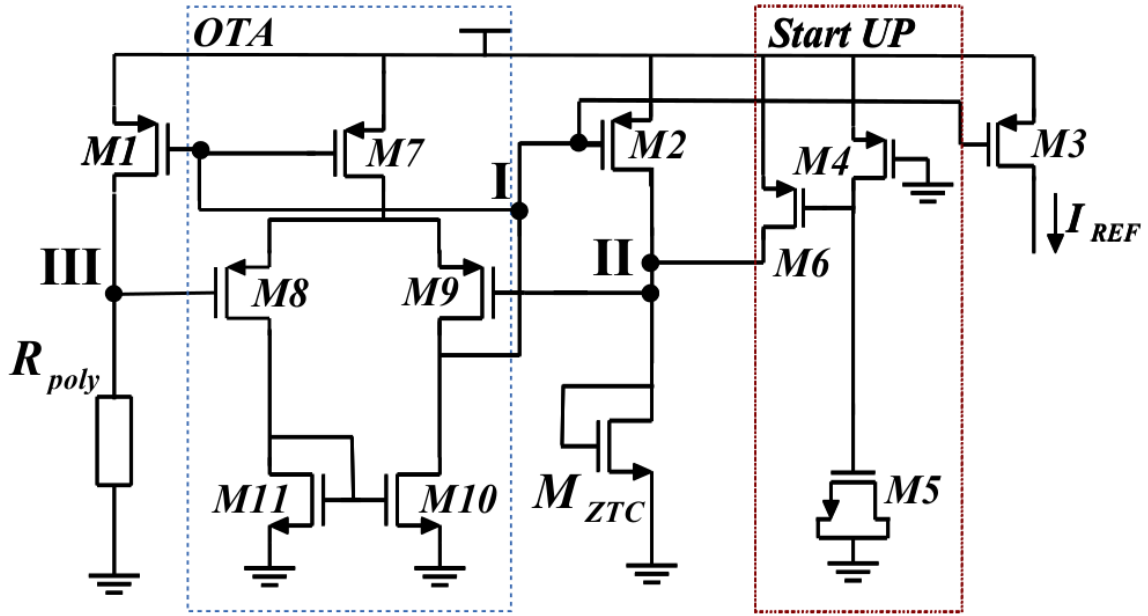 OTA
Start UP
M1
M7
M2
M4
M3
I
I REF
III
II
M6
M8
M9
R poly
M11
M10
M ZTC
M5